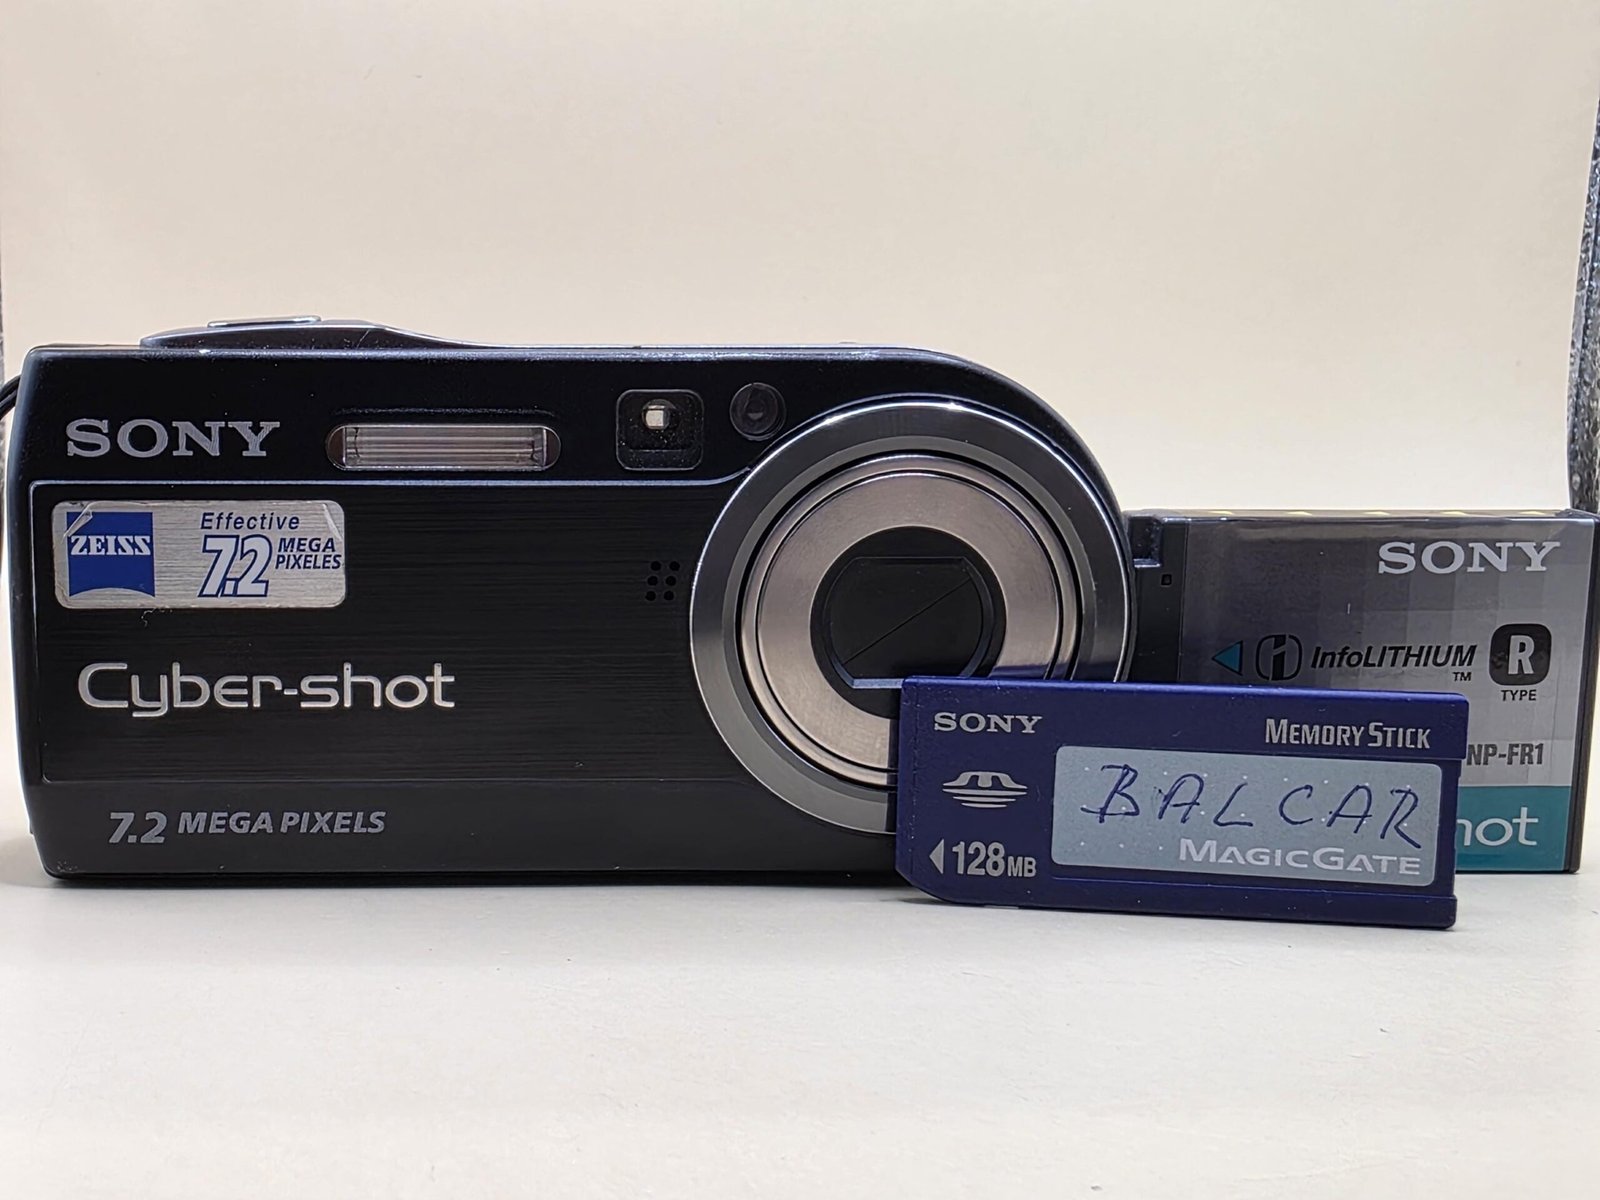 SONY
ZEISS
Effective
7.2 MEGA
PIXELES
Cyber-shot
7.2 MEGA PIXELS
SONY
InfoLITHIUM
TM
R
TYPE
NP-FR1
SONY
MEMORY STICK
BALCAR
MAGICGATE
128MB